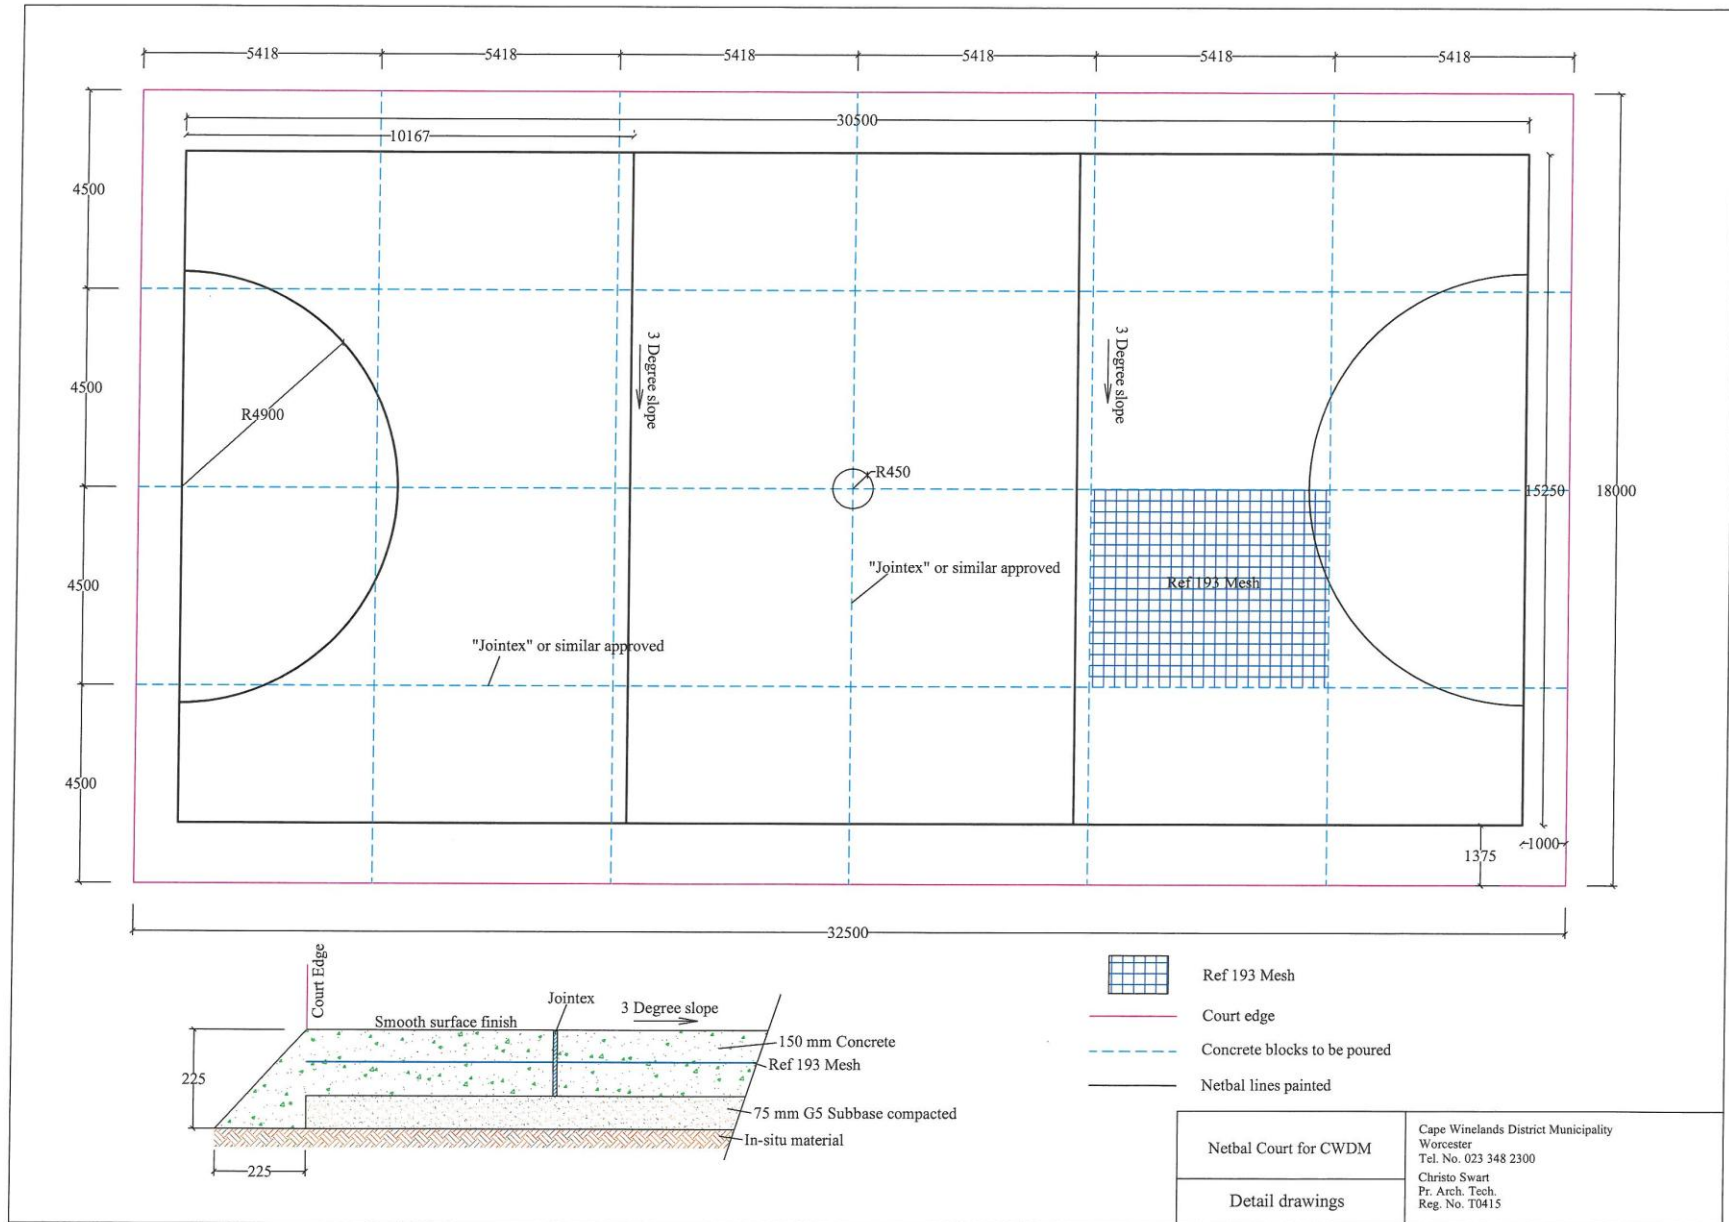 5418 5418 5418 5418 5418 5418
30500
10167
4500
4500
4500
4500
3 Degree slope
3 Degree slope
R4900
R450
15250
18000
"Jointex" or similar approved
Ref 193 Mesh
"Jointex" or similar approved
1000
1375
32500
Court Edge
Jointex
3 Degree slope
Smooth surface finish
150 mm Concrete
Ref 193 Mesh
225
75 mm G5 Subbase compacted
In-situ material
225
Ref 193 Mesh
Court edge
Concrete blocks to be poured
Netbal lines painted
Netbal Court for CWDM
Detail drawings
Cape Winelands District Municipality
Worcester
Tel. No. 023 348 2300
Christo Swart
Pr. Arch. Tech.
Reg. No. T0415